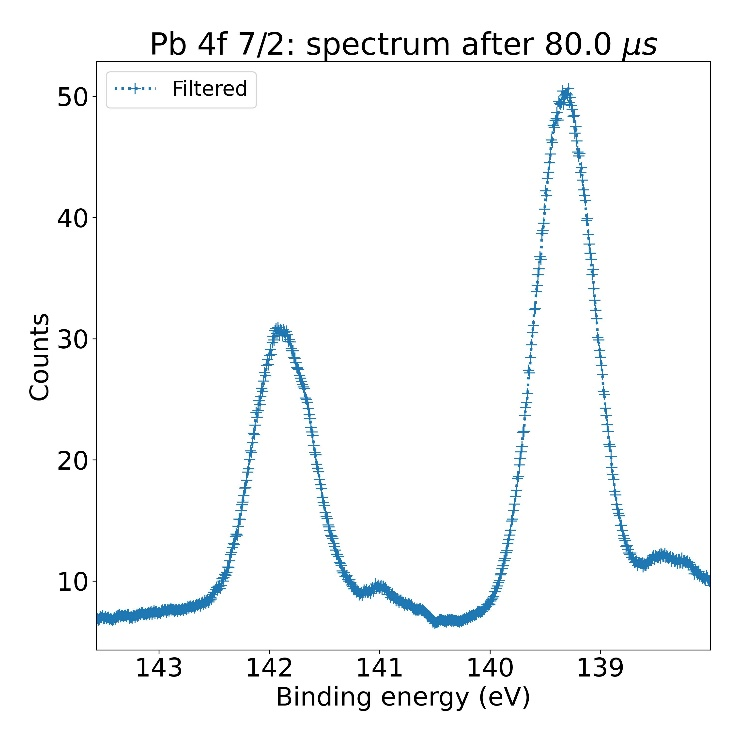 Pb 4f 7/2: spectrum after 80.0 μs
Filtered
50
40
30
20
10
Counts
143 142 141 140 139
Binding energy (eV)